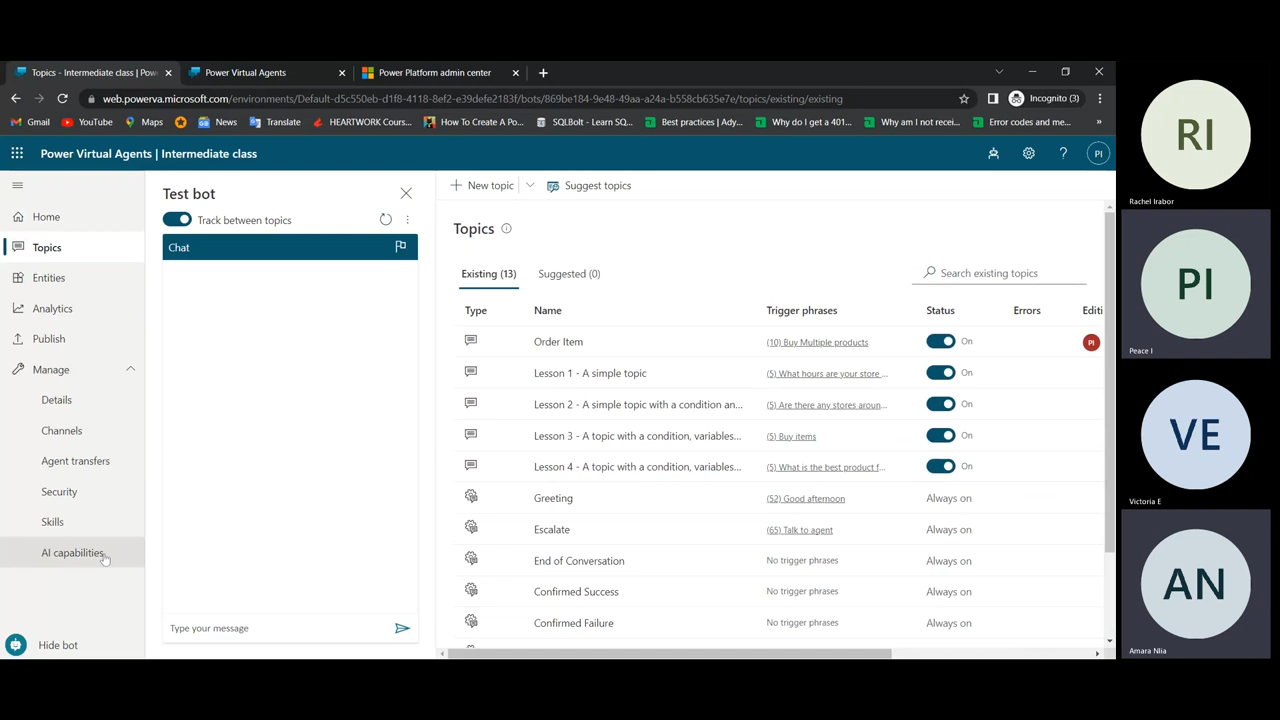 Topics - Intermediate class | Pow
Power Virtual Agents
Power Platform admin center
web.powerva.microsoft.com/environments/Default-d5c550eb-d1f8-4118-8ef2-e39defe2183f/bots/869be184-9e48-49aa-a24a-b558cb635e7e/topics/existing/existing
Incognito (3)
Gmail
YouTube
Maps
News
Translate
HEARTWORK Cours...
How To Create A Po...
SQLBolt - Learn SQ...
Best practices | Ady...
Why do I get a 401...
Why am I not recei...
Error codes and me...
»
Power Virtual Agents | Intermediate class
?
PI
Home
Topics
Entities
Analytics
Publish
Manage
Details
Channels
Agent transfers
Security
Skills
AI capabilities
Hide bot
Test bot
Track between topics
Chat
Type your message
New topic
Suggest topics
Topics
Existing (13)
Suggested (0)
Search existing topics
Type Name Trigger phrases Status Errors Editi
Order Item (10) Buy Multiple products On PI
Lesson 1 - A simple topic (5) What hours are your store ... On
Lesson 2 - A simple topic with a condition an... (5) Are there any stores aroun... On
Lesson 3 - A topic with a condition, variables... (5) Buy items On
Lesson 4 - A topic with a condition, variables... (5) What is the best product f... On
Greeting (52) Good afternoon Always on
Escalate (65) Talk to agent Always on
End of Conversation No trigger phrases Always on
Confirmed Success No trigger phrases Always on
Confirmed Failure No trigger phrases Always on
RI
Rachel Irabor
PI
Peace I
VE
Victoria E
AN
Amara Nlia